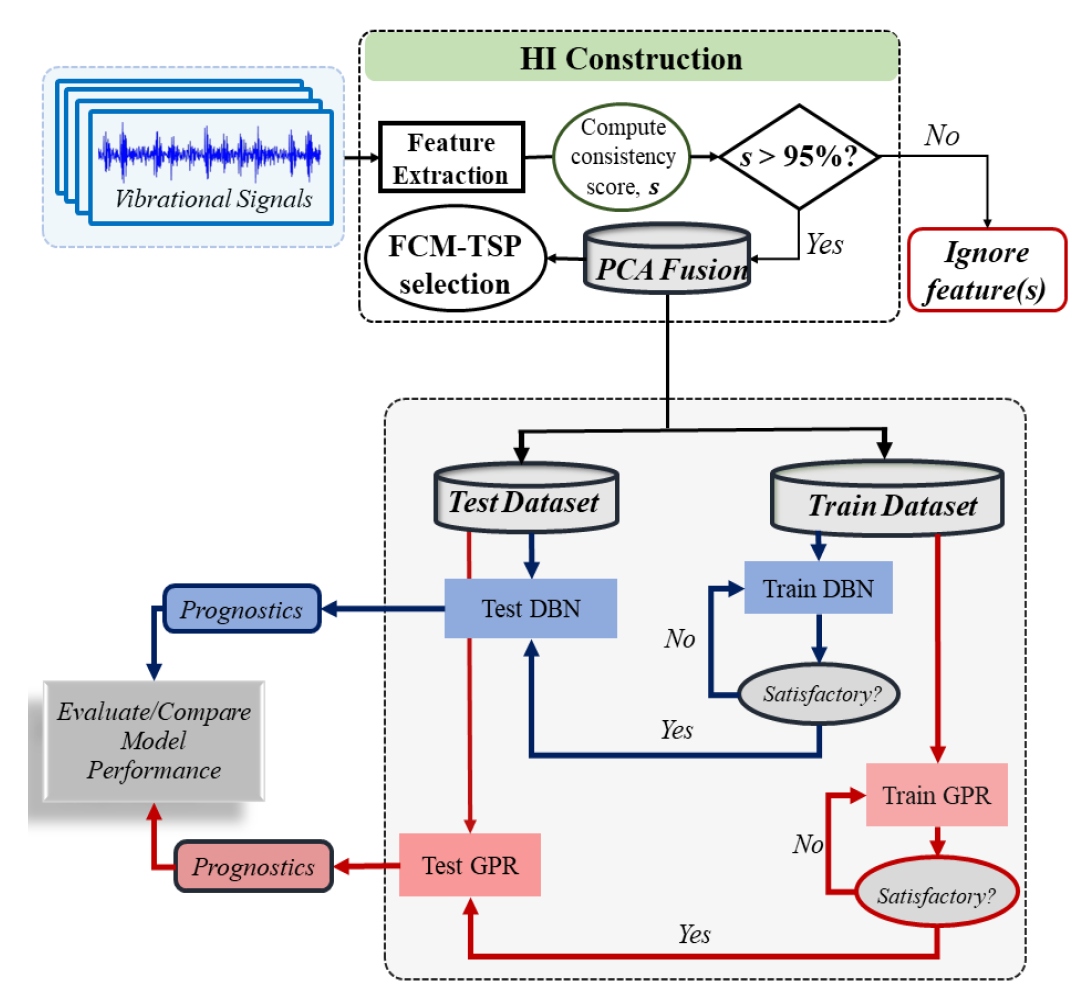 HI Construction
Vibrational Signals
Feature
Extraction
Compute
consistency
score, s
s > 95%?
No
Yes
Ignore
feature(s)
FCM-TSP
selection
PCA Fusion
Test Dataset
Train Dataset
Prognostics
Test DBN
Train DBN
No
Satisfactory?
Yes
Evaluate/Compare
Model
Performance
Train GPR
No
Prognostics
Test GPR
Satisfactory?
Yes